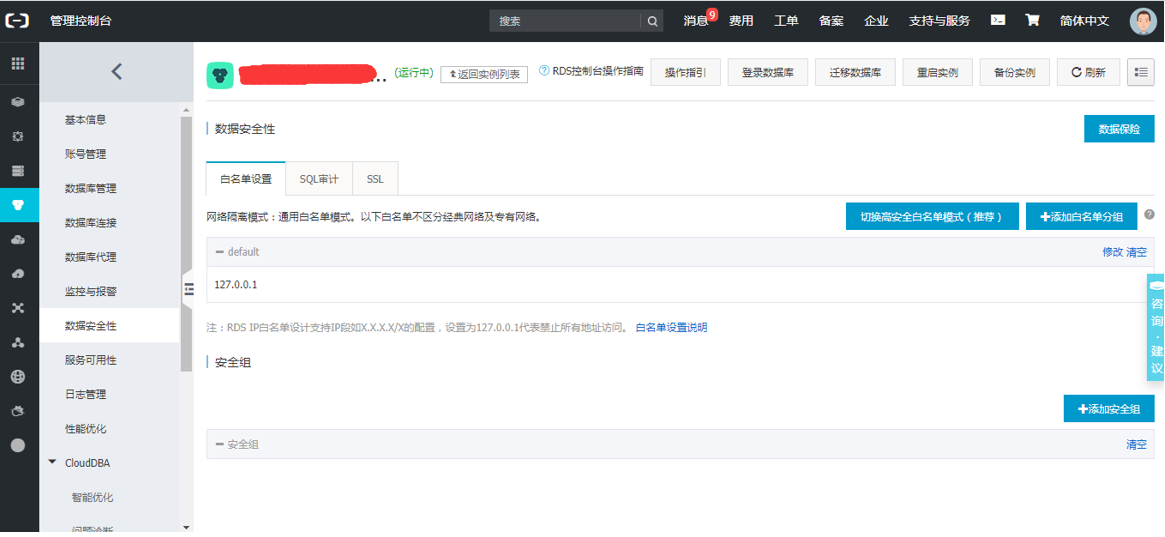 管理控制台
搜索
消息 9 费用 工单 备案 企业 支持与服务 简体中文
... (运行中) 返回实例列表 RDS控制台操作指南 操作指引 登录数据库 迁移数据库 重启实例 备份实例 刷新
基本信息
账号管理
数据库管理
数据库连接
数据库代理
监控与报警
数据安全性
服务可用性
日志管理
性能优化
CloudDBA
智能优化
问题诊断
数据安全性
数据保险
白名单设置 SQL审计 SSL
网络隔离模式：通用白名单模式。以下白名单不区分经典网络及专有网络。
切换高安全白名单模式（推荐） +添加白名单分组
default 修改 清空
127.0.0.1
注：RDS IP白名单设计支持IP段如X.X.X.X/X的配置，设置为127.0.0.1代表禁止所有地址访问。 白名单设置说明
安全组
+添加安全组
安全组 清空
咨询·建议